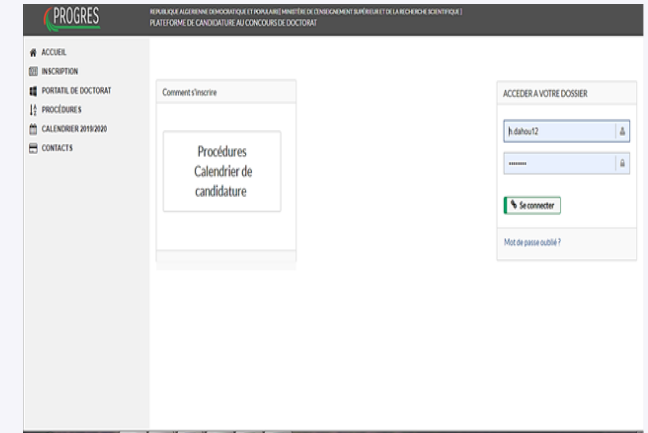 PROGRES
REPUBLIQUE ALGERIENNE DEMOCRATIQUE ET POPULAIRE| MINISTÈRE DE L'ENSEIGNEMENT SUPÉRIEUR ET DE LA RECHERCHE SCIENTIFIQUE|
PLATEFORME DE CANDIDATURE AU CONCOURS DE DOCTORAT
ACCUEIL
INSCRIPTION
PORTATIL DE DOCTORAT
PROCÉDURES
CALENDRIER 2019/2020
CONTACTS
Comment s'inscrire
Procédures
Calendrier de
candidature
ACCEDER A VOTRE DOSSIER
h.dahou12
Se connecter
Mot de passe oublié ?